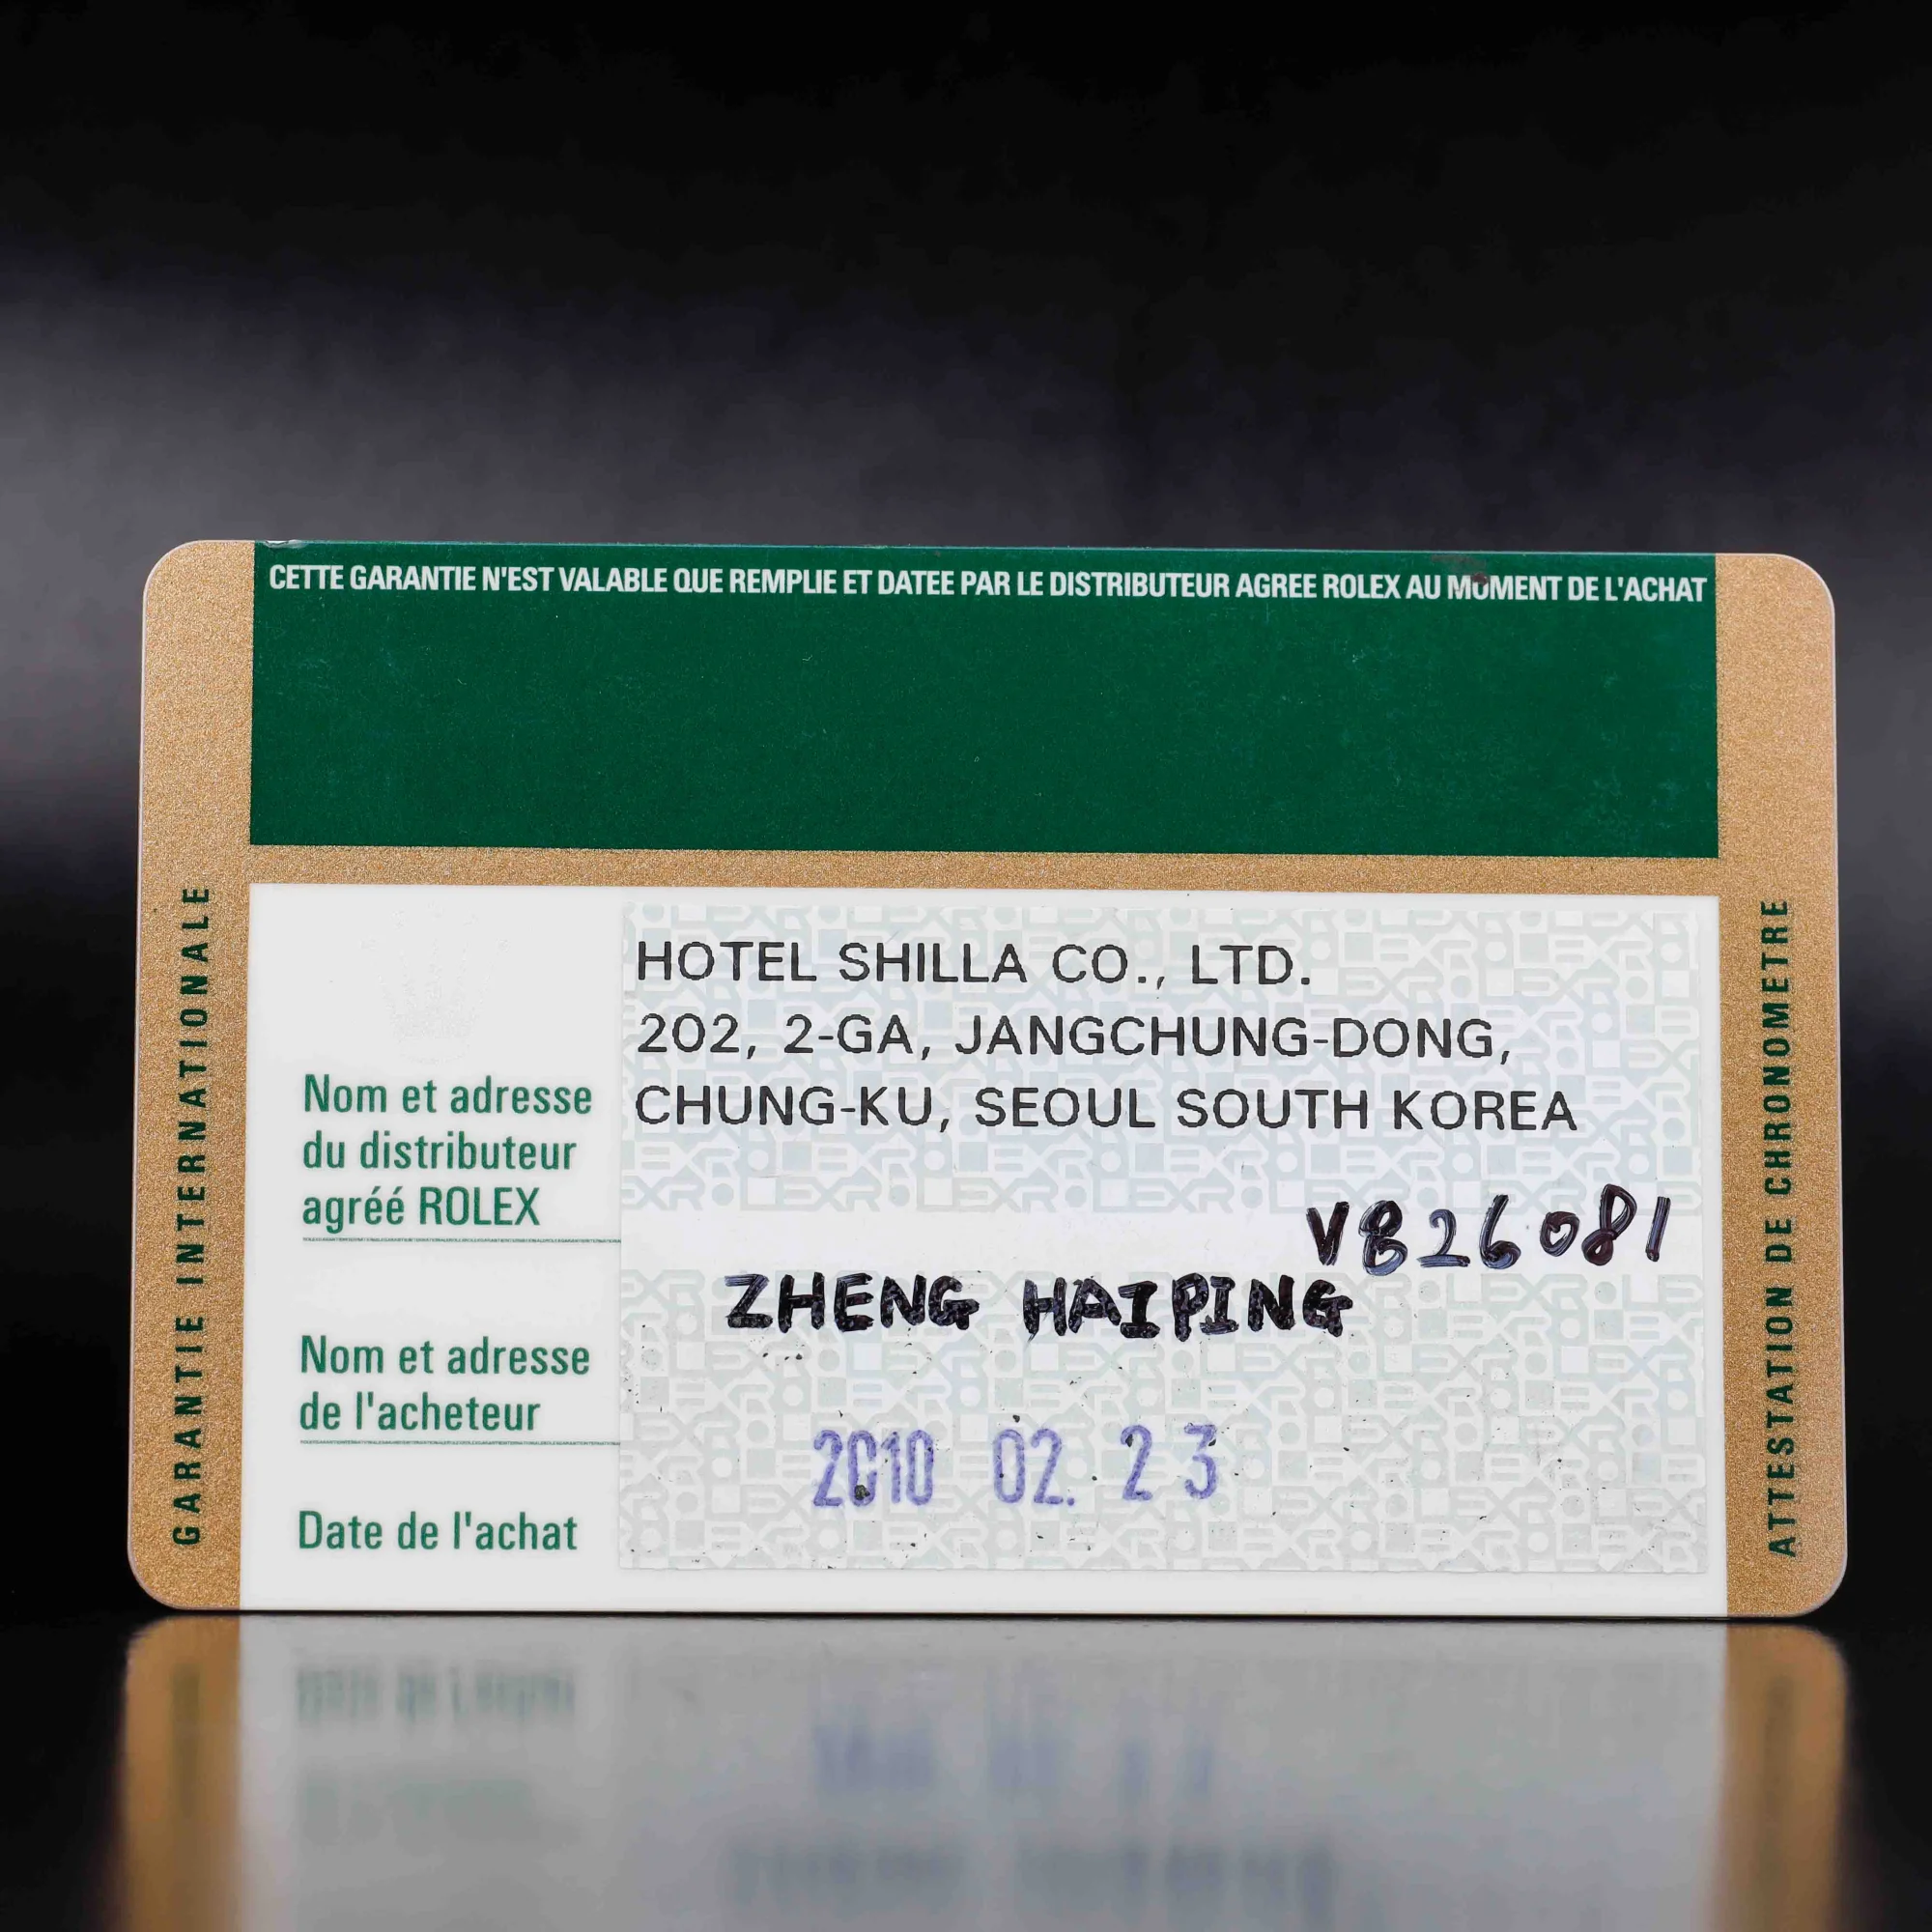 CETTE GARANTIE N'EST VALABLE QUE REMPLIE ET DATEE PAR LE DISTRIBUTEUR AGREE ROLEX AU MOMENT DE L'ACHAT
GARANTIE INTERNATIONALE
HOTEL SHILLA CO., LTD.
202, 2-GA, JANGCHUNG-DONG,
CHUNG-KU, SEOUL SOUTH KOREA
Nom et adresse
du distributeur
agréé ROLEX
V826081
ZHENG HAIPING
Nom et adresse
de l'acheteur
2010 02. 23
Date de l'achat
ATTESTATION DE CHRONOMETRE